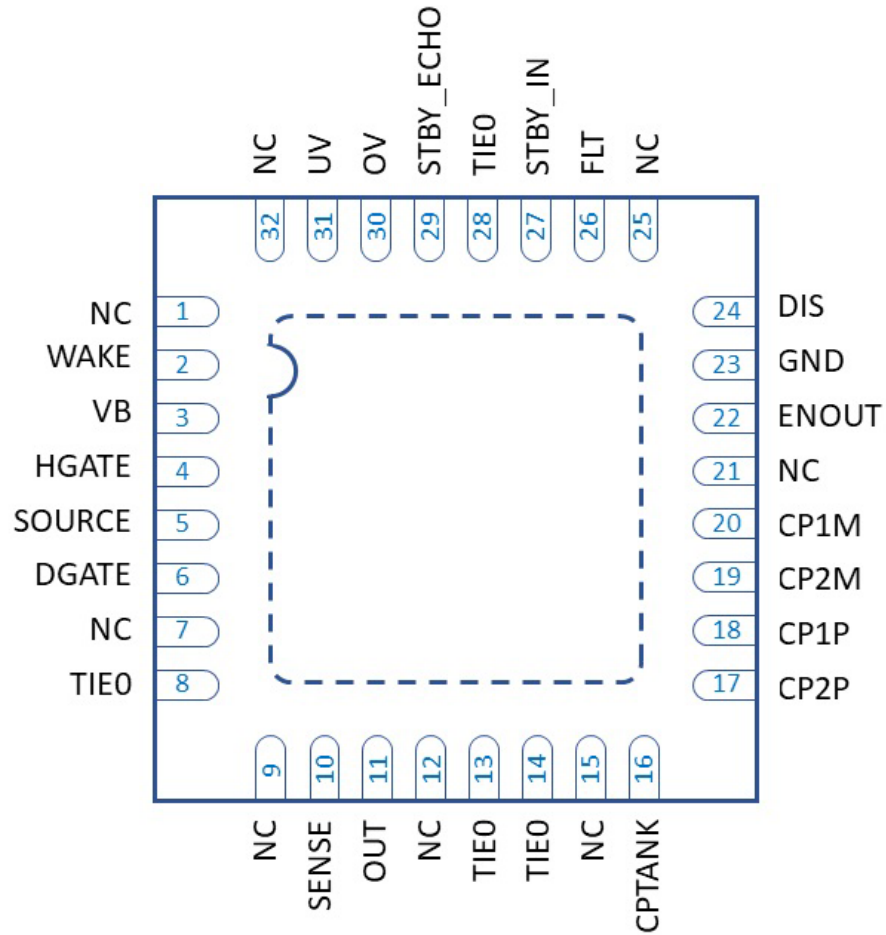 NC
UV
OV
STBY_ECHO
TIE0
STBY_IN
FLT
NC
32
31
30
29
28
27
26
25
NC 1
WAKE 2
VB 3
HGATE 4
SOURCE 5
DGATE 6
NC 7
TIE0 8
24 DIS
23 GND
22 ENOUT
21 NC
20 CP1M
19 CP2M
18 CP1P
17 CP2P
9
10
11
12
13
14
15
16
NC
SENSE
OUT
NC
TIE0
TIE0
NC
CPTANK